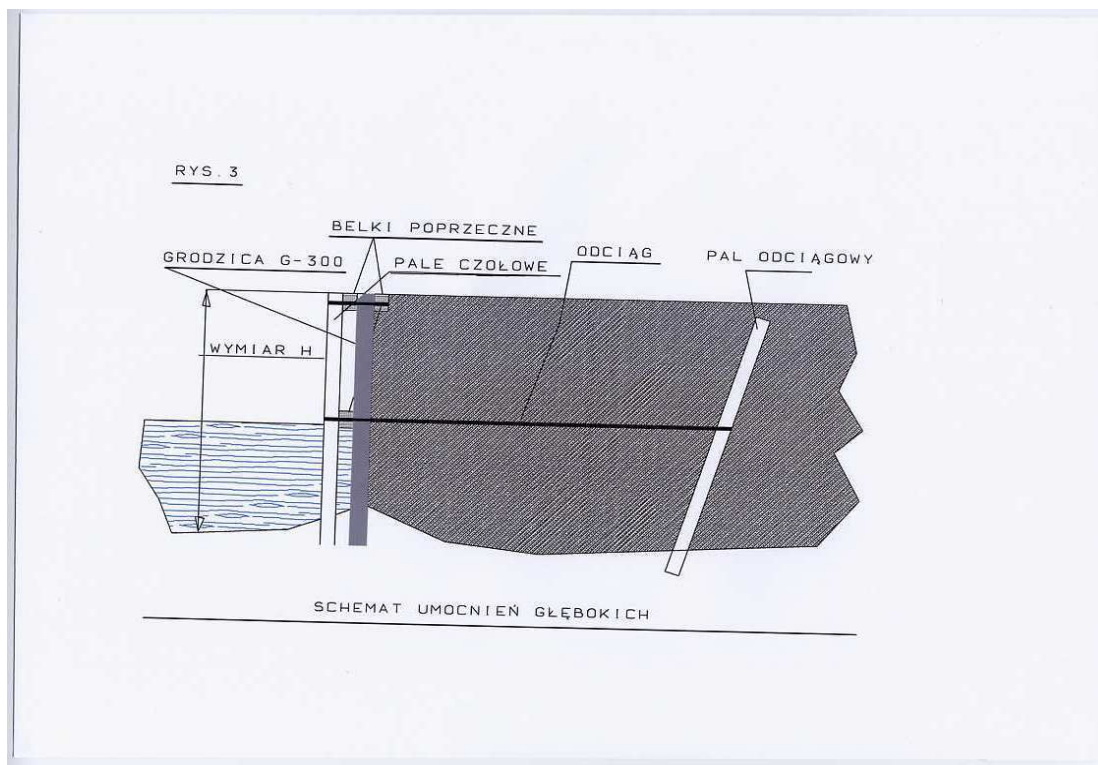 RYS.3
BELKI POPRZECZNE
GRODZICA G-300
PALE CZOŁOWE
ODCIĄG
PAL ODCIĄGOWY
WYMIAR H
SCHEMAT UMOCNIEŃ GŁĘBOKICH